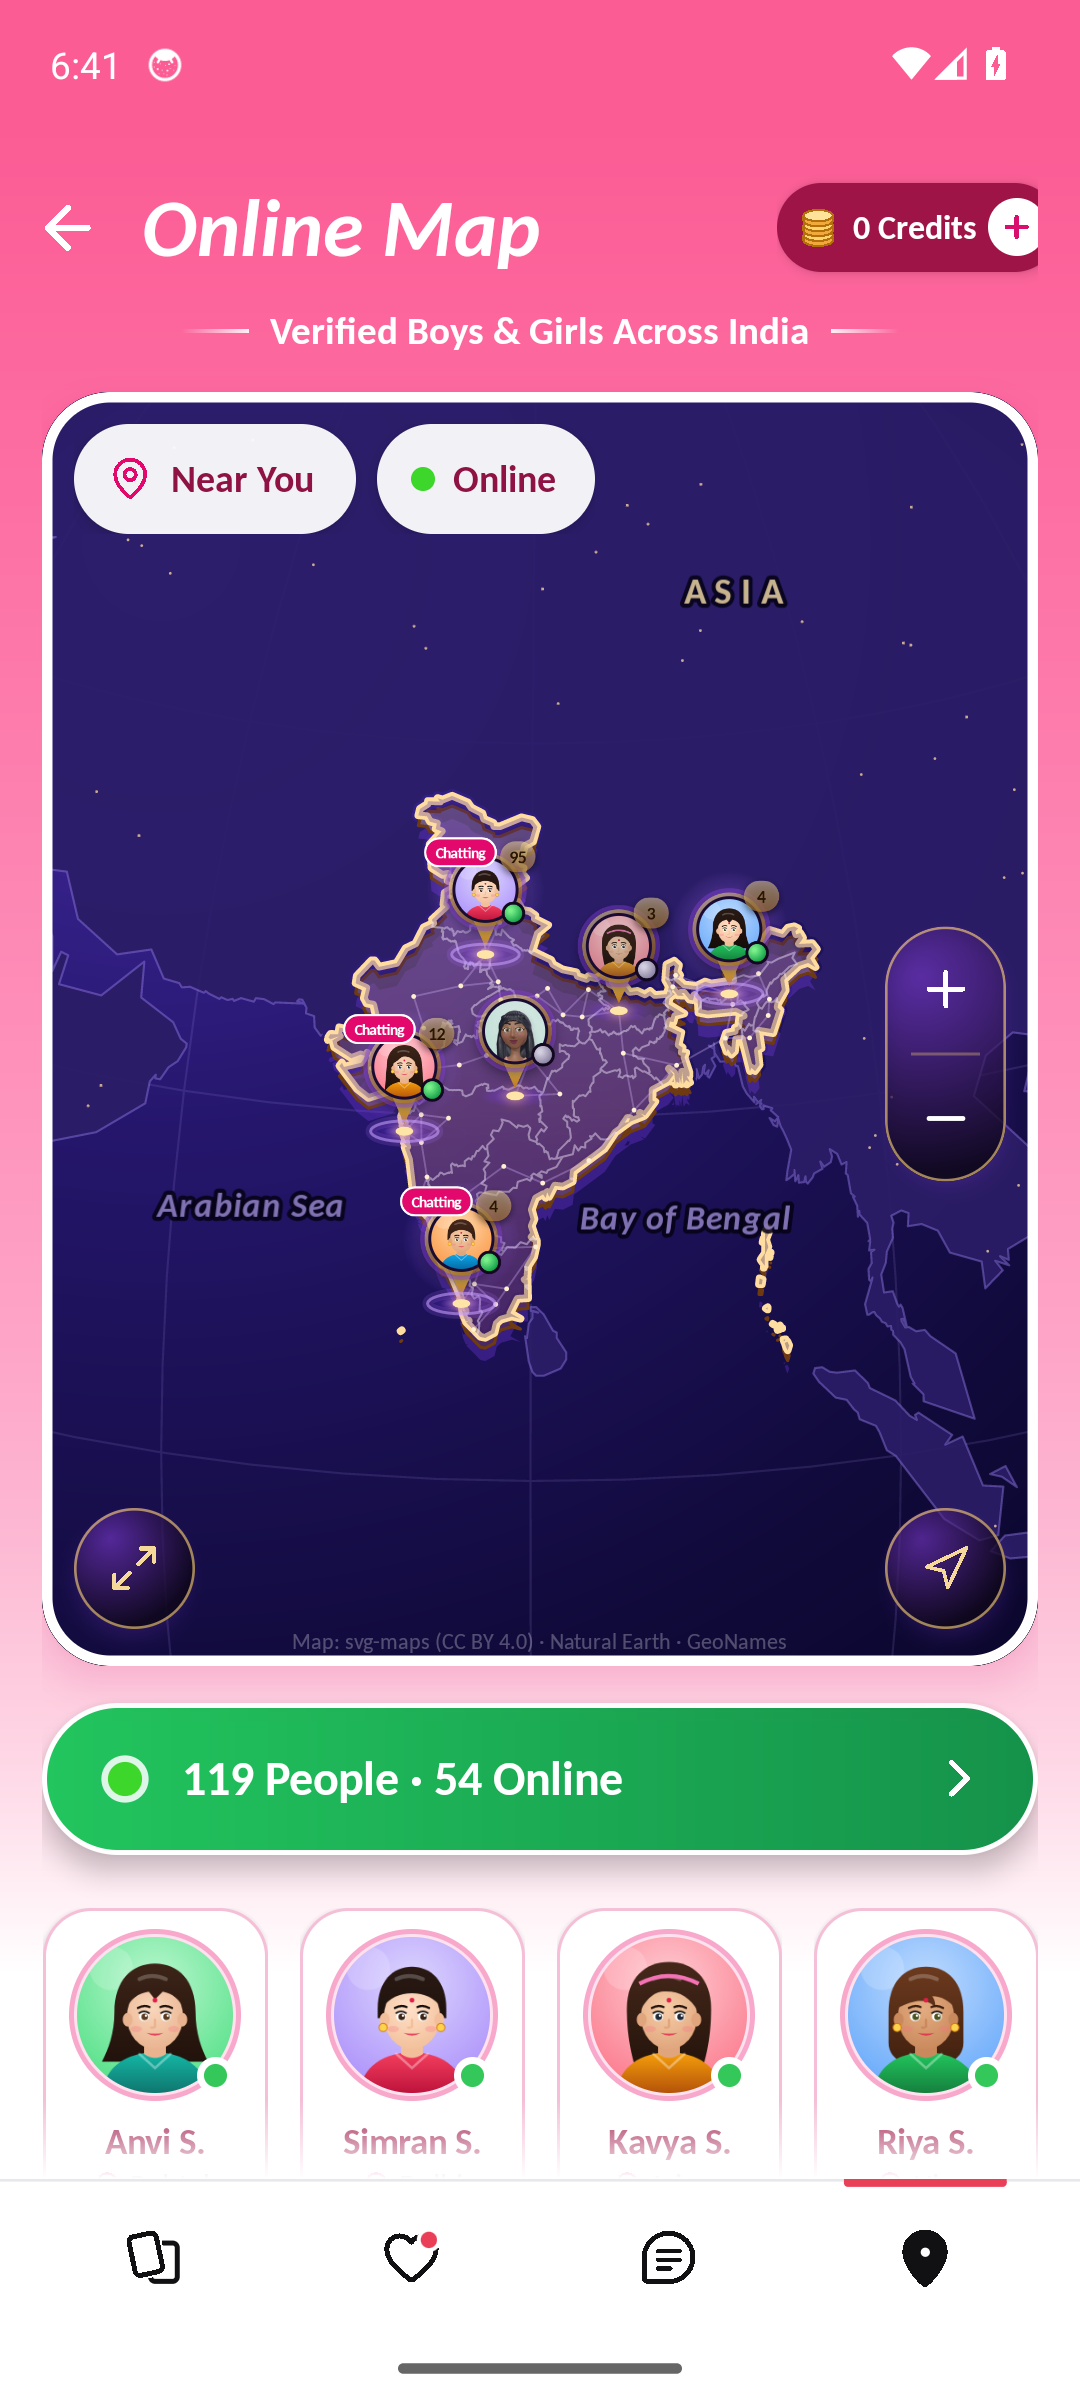 6:41
Online Map
0 Credits
Verified Boys & Girls Across India
Near You
Online
ASIA
Chatting
95
3
4
Chatting
12
Arabian Sea
Chatting
4
Bay of Bengal
Map: svg-maps (CC BY 4.0) · Natural Earth · GeoNames
119 People · 54 Online
Anvi S.
Simran S.
Kavya S.
Riya S.